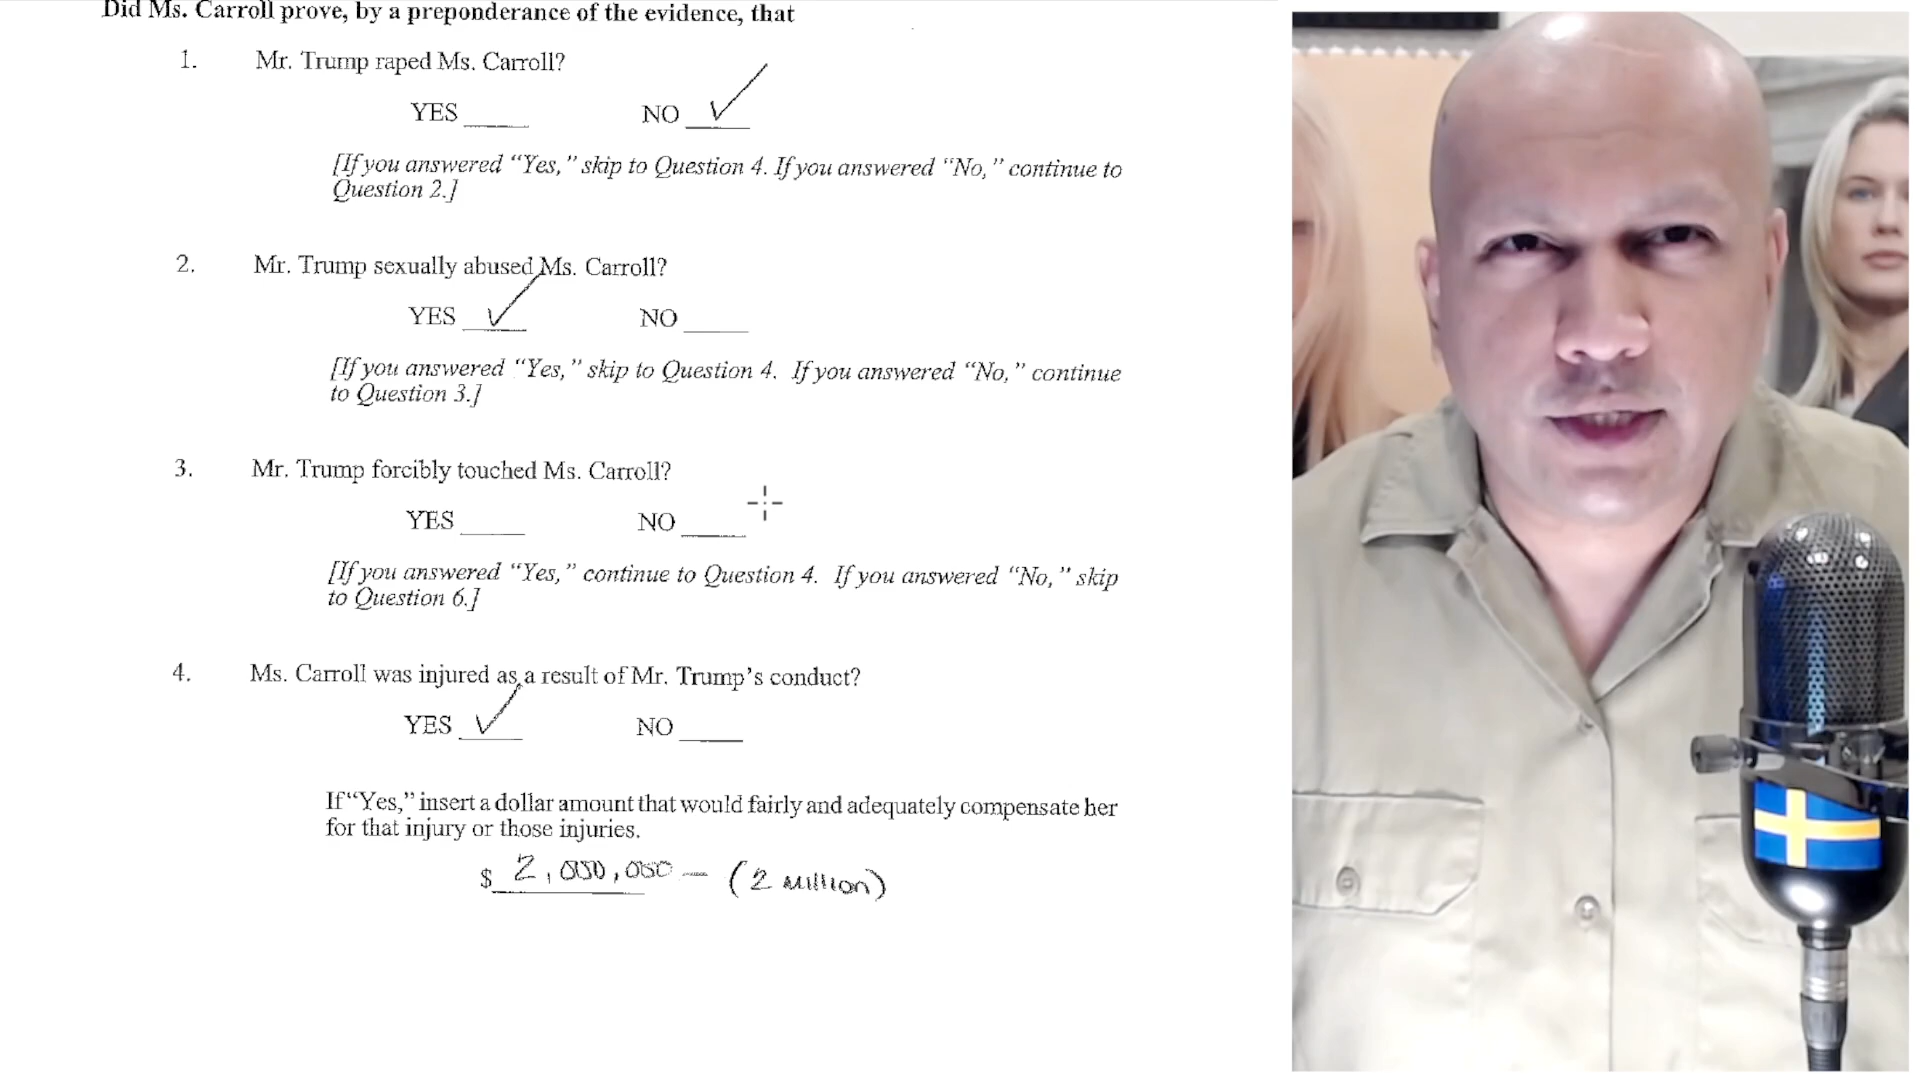 Did Ms. Carroll prove, by a preponderance of the evidence, that
1. Mr. Trump raped Ms. Carroll?
YES ____ NO ✓
[If you answered “Yes,” skip to Question 4. If you answered “No,” continue to
Question 2.]
2. Mr. Trump sexually abused Ms. Carroll?
YES ✓ NO ____
[If you answered “Yes,” skip to Question 4. If you answered “No,” continue
to Question 3.]
3. Mr. Trump forcibly touched Ms. Carroll?
YES ____ NO ____
[If you answered “Yes,” continue to Question 4. If you answered “No,” skip
to Question 6.]
4. Ms. Carroll was injured as a result of Mr. Trump’s conduct?
YES ✓ NO ____
If “Yes,” insert a dollar amount that would fairly and adequately compensate her
for that injury or those injuries.
$ 2,000,000 — (2 Million)